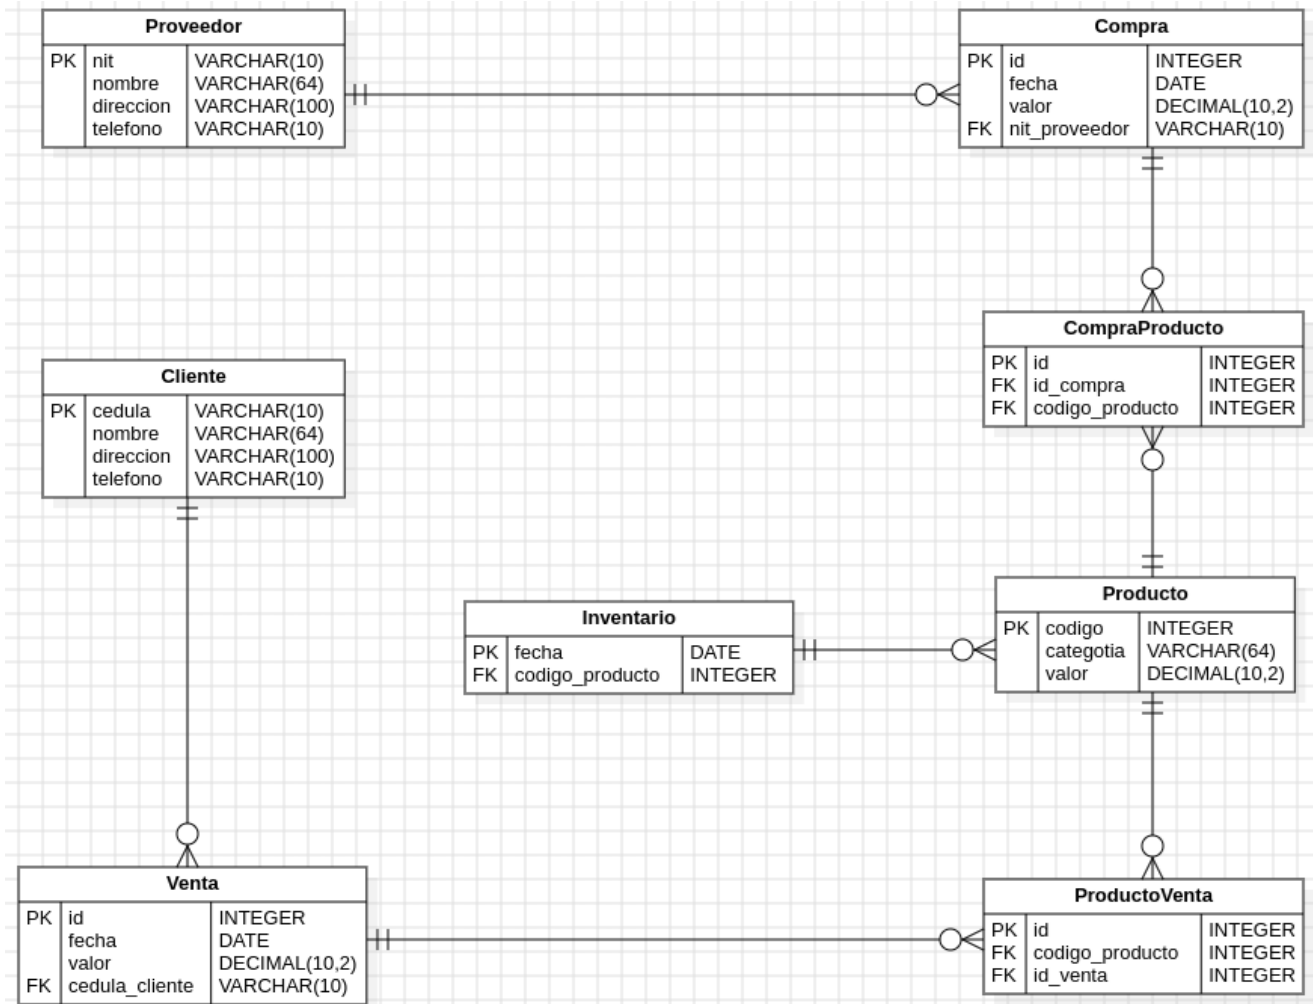 Proveedor
PK nit VARCHAR(10)
nombre VARCHAR(64)
direccion VARCHAR(100)
telefono VARCHAR(10)
Compra
PK id INTEGER
fecha DATE
valor DECIMAL(10,2)
FK nit_proveedor VARCHAR(10)
CompraProducto
PK id INTEGER
FK id_compra INTEGER
FK codigo_producto INTEGER
Cliente
PK cedula VARCHAR(10)
nombre VARCHAR(64)
direccion VARCHAR(100)
telefono VARCHAR(10)
Inventario
PK fecha DATE
FK codigo_producto INTEGER
Producto
PK codigo INTEGER
categotia VARCHAR(64)
valor DECIMAL(10,2)
Venta
PK id INTEGER
fecha DATE
valor DECIMAL(10,2)
FK cedula_cliente VARCHAR(10)
ProductoVenta
PK id INTEGER
FK codigo_producto INTEGER
FK id_venta INTEGER